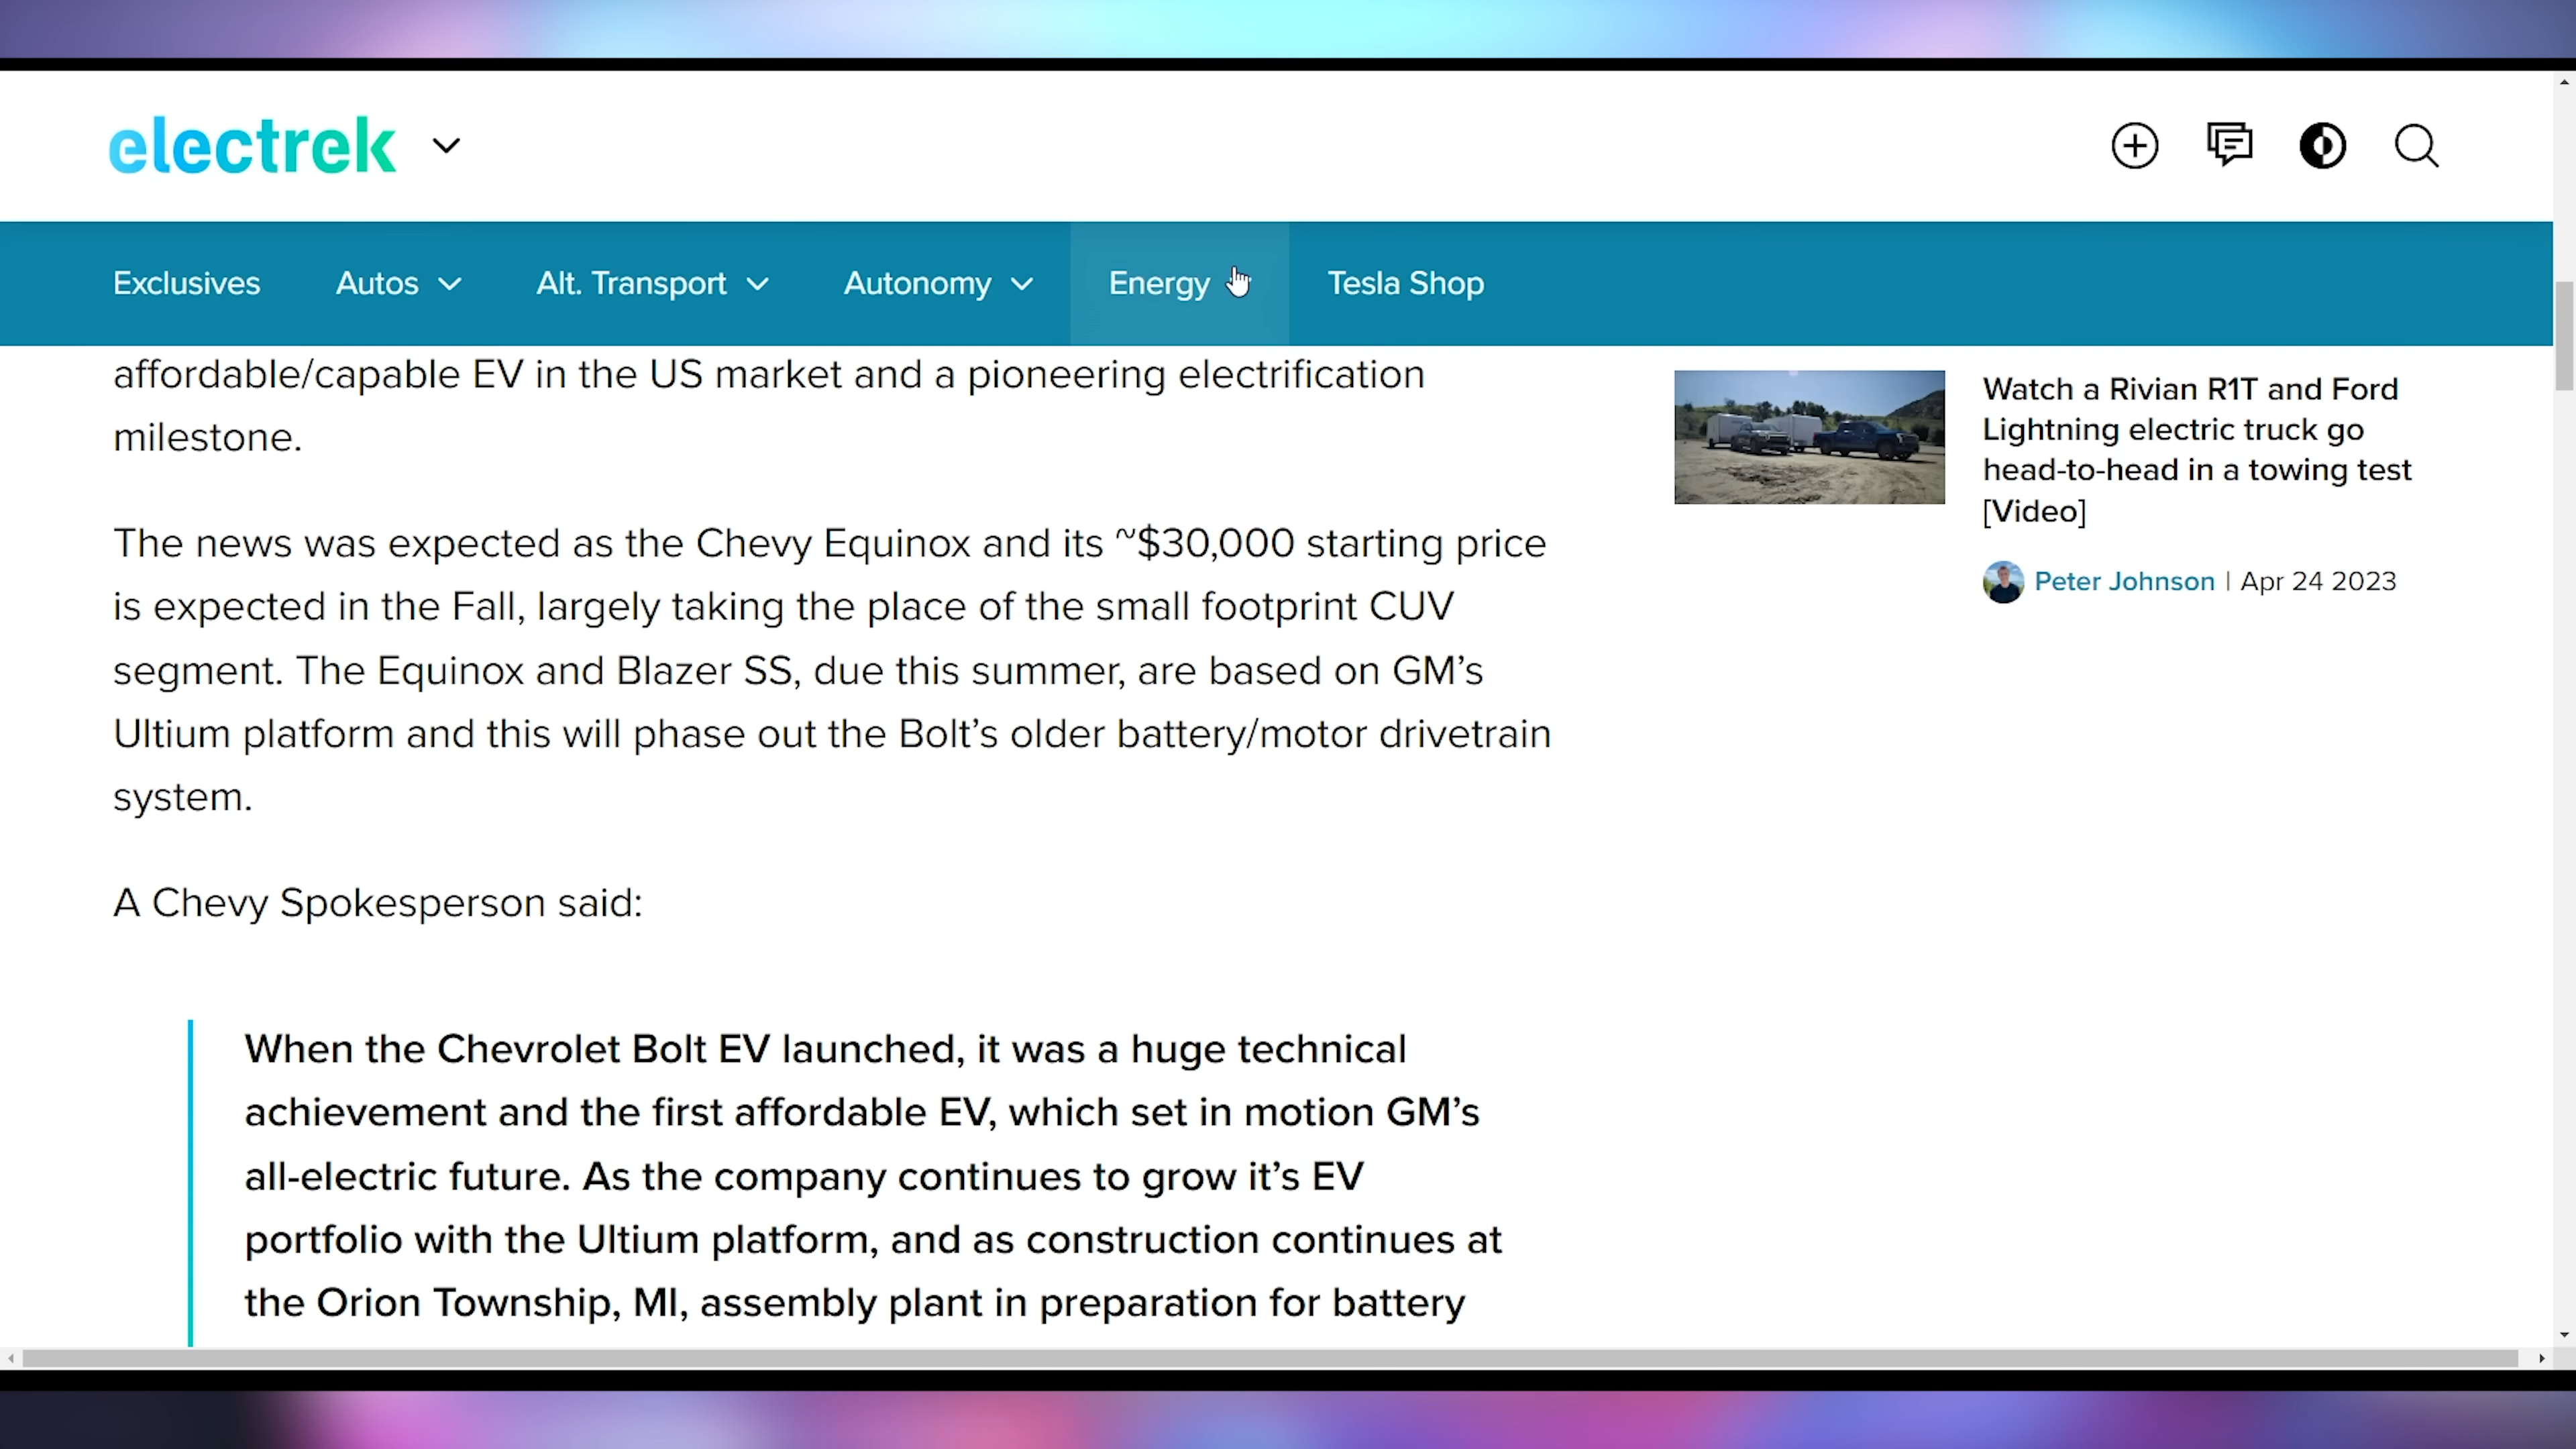 electrek
Exclusives
Autos
Alt. Transport
Autonomy
Energy
Tesla Shop
affordable/capable EV in the US market and a pioneering electrification
milestone.
The news was expected as the Chevy Equinox and its ~$30,000 starting price
is expected in the Fall, largely taking the place of the small footprint CUV
segment. The Equinox and Blazer SS, due this summer, are based on GM’s
Ultium platform and this will phase out the Bolt’s older battery/motor drivetrain
system.
A Chevy Spokesperson said:
When the Chevrolet Bolt EV launched, it was a huge technical
achievement and the first affordable EV, which set in motion GM’s
all-electric future. As the company continues to grow it’s EV
portfolio with the Ultium platform, and as construction continues at
the Orion Township, MI, assembly plant in preparation for battery
Watch a Rivian R1T and Ford
Lightning electric truck go
head-to-head in a towing test
[Video]
Peter Johnson | Apr 24 2023